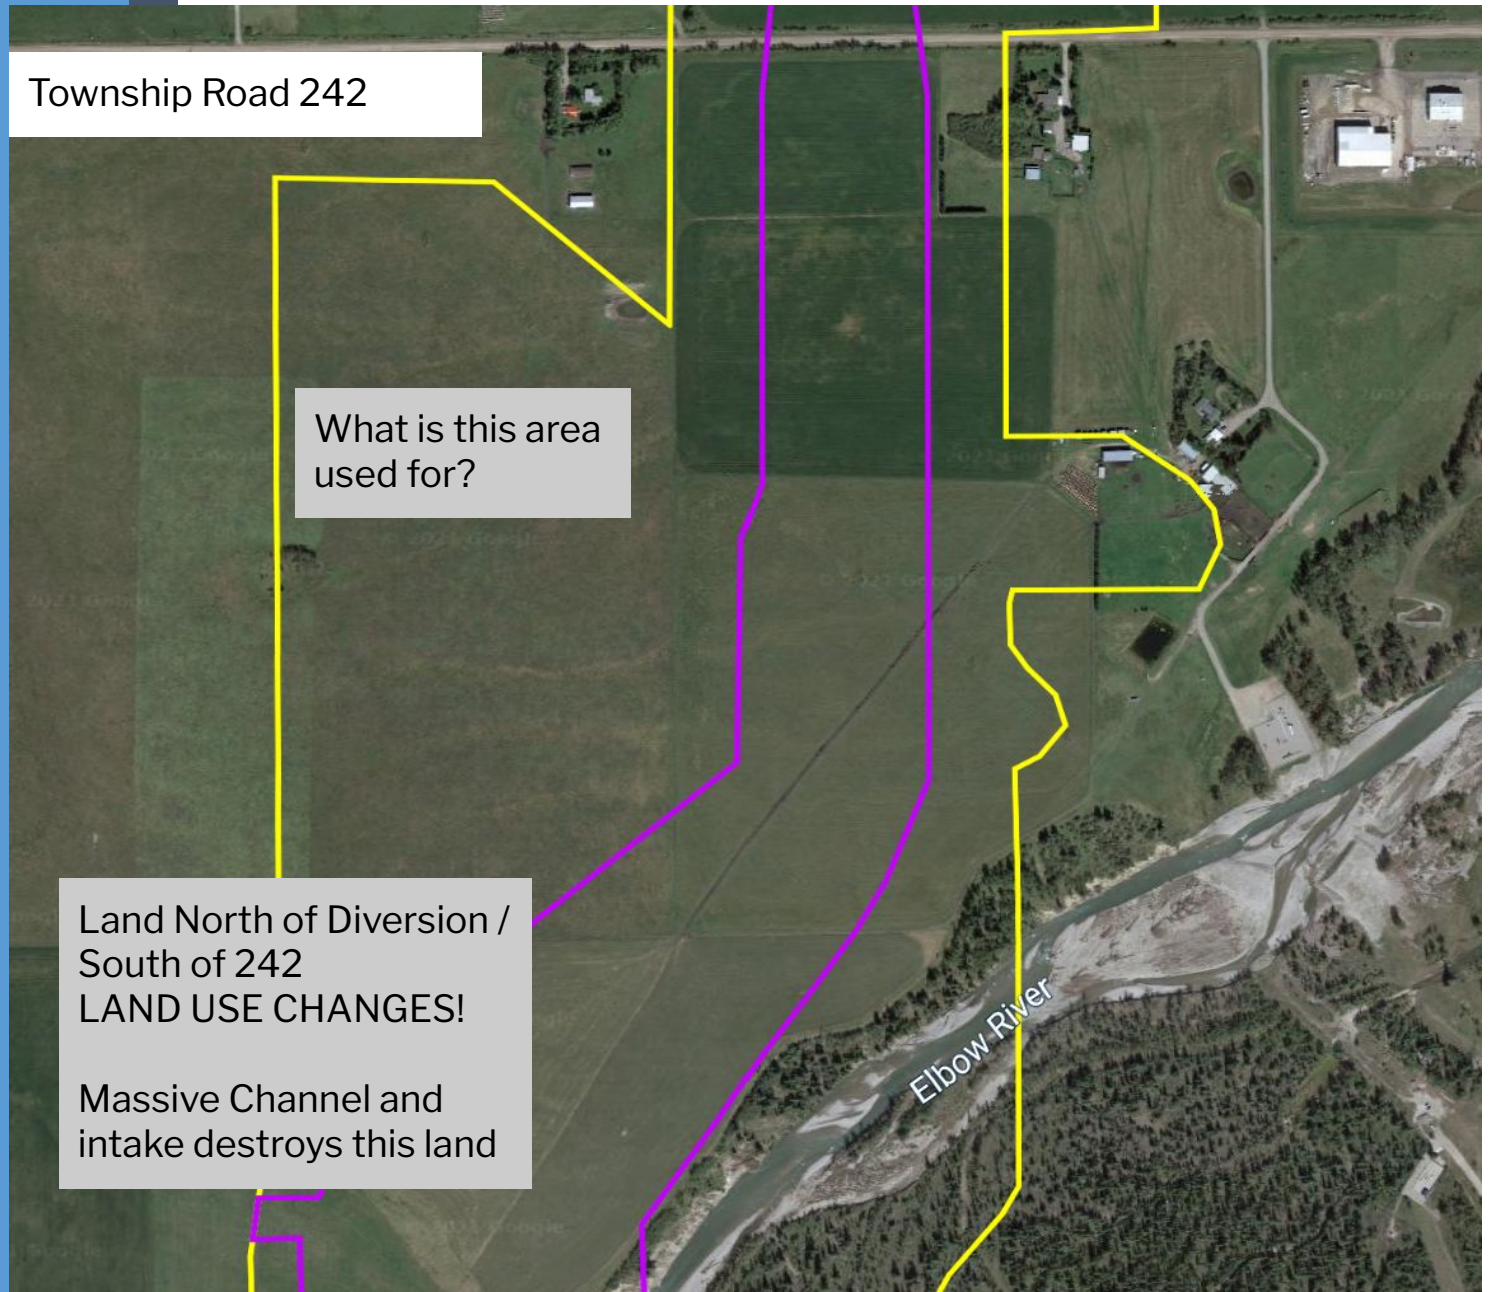 Township Road 242
What is this area
used for?
Land North of Diversion /
South of 242
LAND USE CHANGES!
Massive Channel and
intake destroys this land
Elbow River